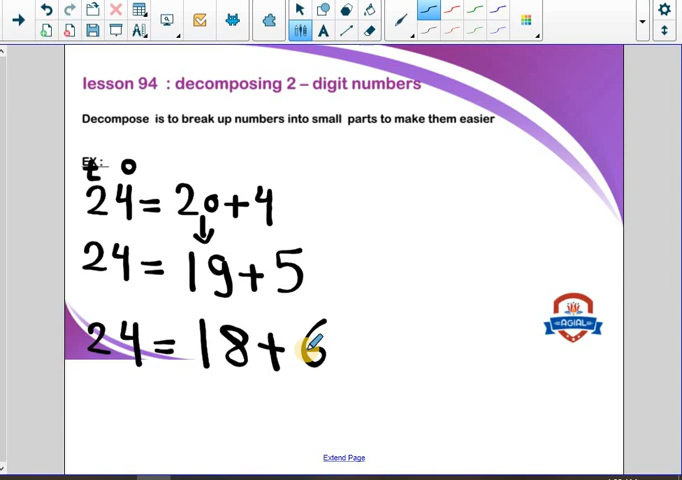 lesson 94 : decomposing 2 – digit numbers
Decompose is to break up numbers into small parts to make them easier
EX :
t o
24 = 20 + 4
24 = 19 + 5
24 = 18 + 6
AGIAL
Extend Page